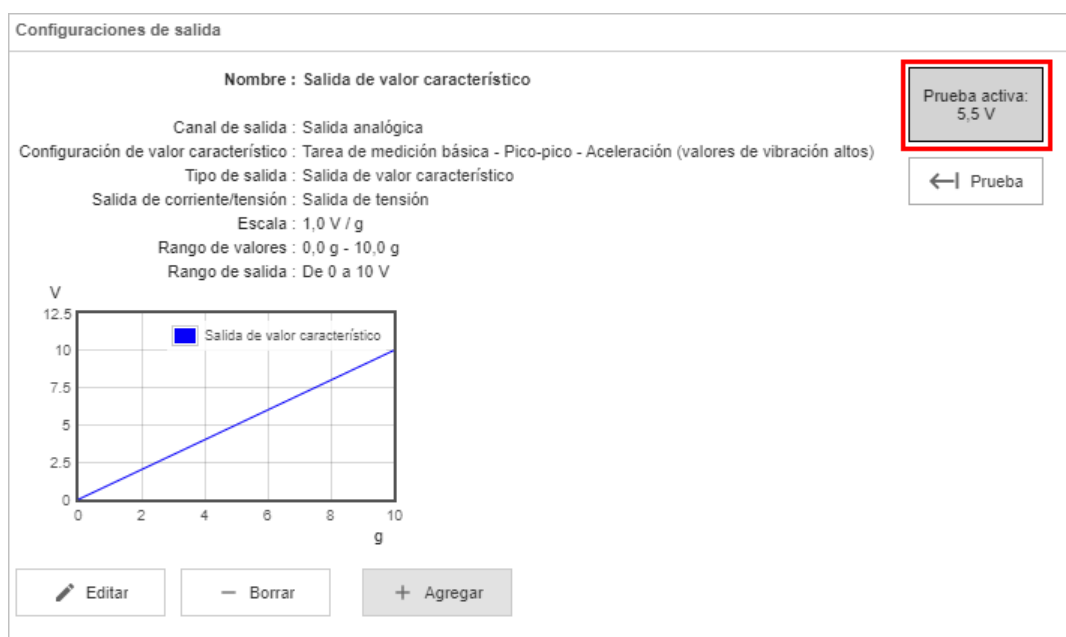 Configuraciones de salida
Nombre : Salida de valor característico
Prueba activa:
5,5 V
Canal de salida : Salida analógica
Configuración de valor característico : Tarea de medición básica - Pico-pico - Aceleración (valores de vibración altos)
Tipo de salida : Salida de valor característico
Prueba
Salida de corriente/tensión : Salida de tensión
Escala : 1,0 V / g
Rango de valores : 0,0 g - 10,0 g
Rango de salida : De 0 a 10 V
V
12.5
Salida de valor característico
10
7.5
5
2.5
0
0 2 4 6 8 10
g
Editar
Borrar
Agregar